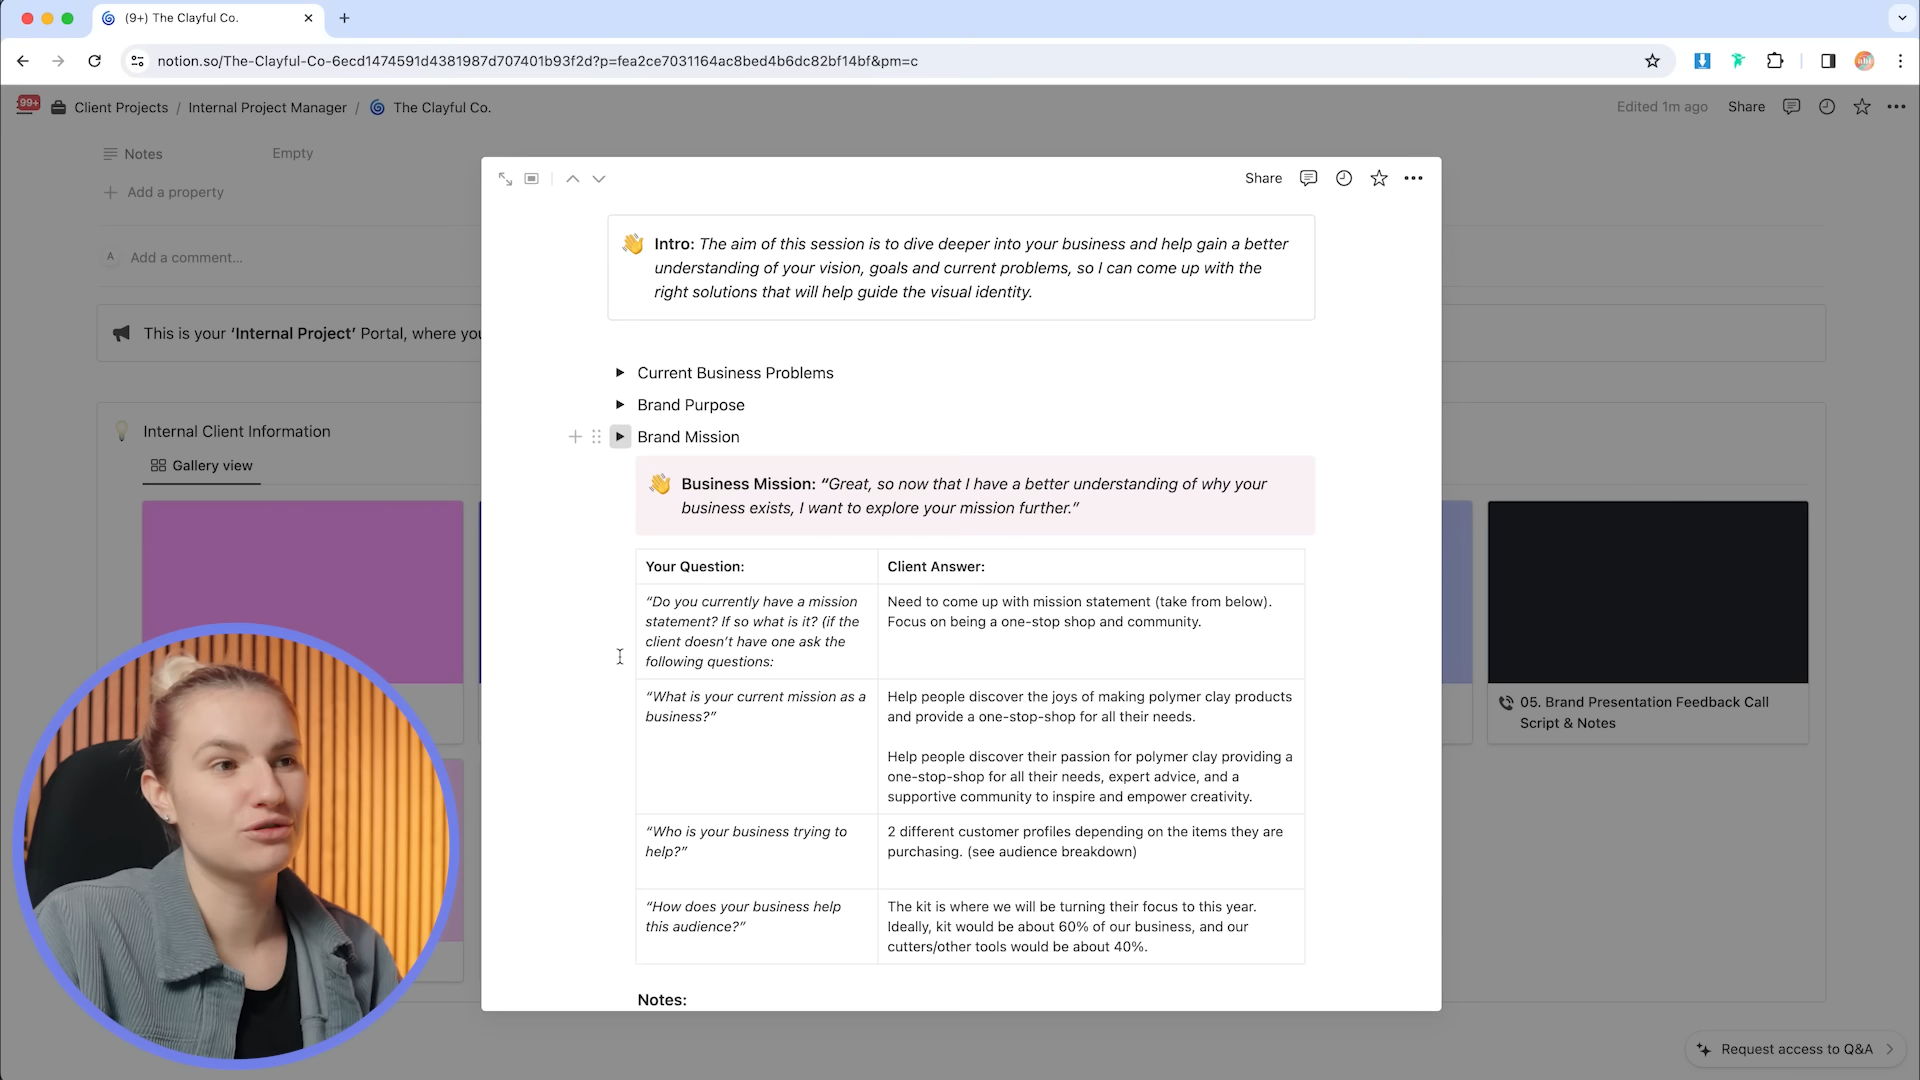 (9+) The Clayful Co.
notion.so/The-Clayful-Co-6ecd1474591d4381987d707401b93f2d?p=fea2ce7031164ac8bed4b6dc82bf14bf&pm=c
99+ Client Projects / Internal Project Manager / The Clayful Co.
Edited 1m ago Share
Notes Empty
Add a property
A Add a comment...
This is your ‘Internal Project’ Portal, where you
Internal Client Information
Gallery view
05. Brand Presentation Feedback Call
Script & Notes
Share
Intro: The aim of this session is to dive deeper into your business and help gain a better
understanding of your vision, goals and current problems, so I can come up with the
right solutions that will help guide the visual identity.
Current Business Problems
Brand Purpose
Brand Mission
Business Mission: “Great, so now that I have a better understanding of why your
business exists, I want to explore your mission further.”
Your Question:
Client Answer:
“Do you currently have a mission
statement? If so what is it? (if the
client doesn’t have one ask the
following questions:
Need to come up with mission statement (take from below).
Focus on being a one-stop shop and community.
“What is your current mission as a
business?”
Help people discover the joys of making polymer clay products
and provide a one-stop-shop for all their needs.
Help people discover their passion for polymer clay providing a
one-stop-shop for all their needs, expert advice, and a
supportive community to inspire and empower creativity.
“Who is your business trying to
help?”
2 different customer profiles depending on the items they are
purchasing. (see audience breakdown)
“How does your business help
this audience?”
The kit is where we will be turning their focus to this year.
Ideally, kit would be about 60% of our business, and our
cutters/other tools would be about 40%.
Notes:
Request access to Q&A